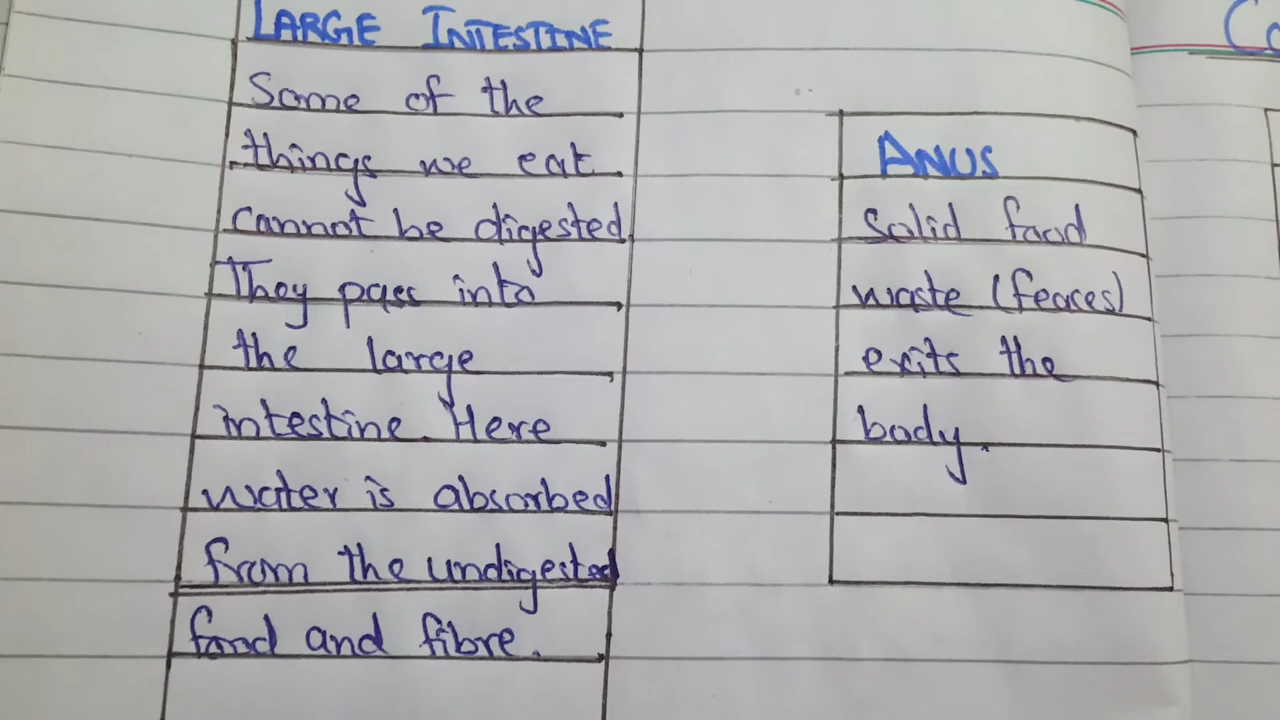 LARGE INTESTINE
Some of the
things we eat
cannot be digested
They pass into
the large
intestine. Here
water is absorbed
from the undigested
food and fibre.
ANUS
Solid food
waste (feaces)
exits the
body.